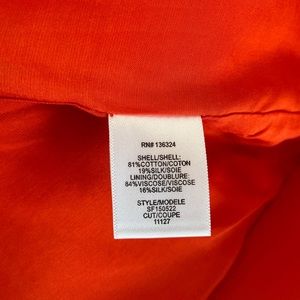 RN# 136324
SHELL/SHELL:
81%COTTON/COTON
19%SILK/SOIE
LINING/DOUBLURE:
84%VISCOSE/VISCOSE
16%SILK/SOIE
STYLE/MODELE
SF150522
CUT/COUPE
11127